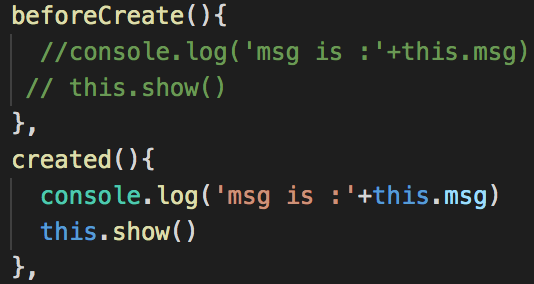 beforeCreate(){
//console.log('msg is :'+this.msg)
// this.show()
},
created(){
console.log('msg is :'+this.msg)
this.show()
},